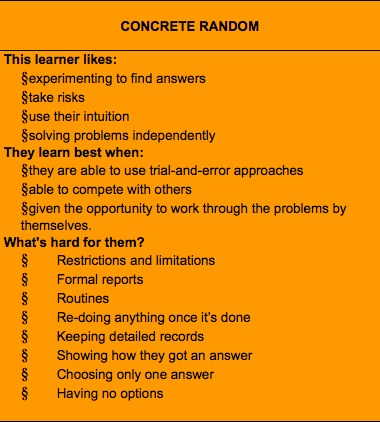 CONCRETE RANDOM
This learner likes:
§experimenting to find answers
§take risks
§use their intuition
§solving problems independently
They learn best when:
§they are able to use trial-and-error approaches
§able to compete with others
§given the opportunity to work through the problems by
themselves.
What's hard for them?
§ Restrictions and limitations
§ Formal reports
§ Routines
§ Re-doing anything once it's done
§ Keeping detailed records
§ Showing how they got an answer
§ Choosing only one answer
§ Having no options